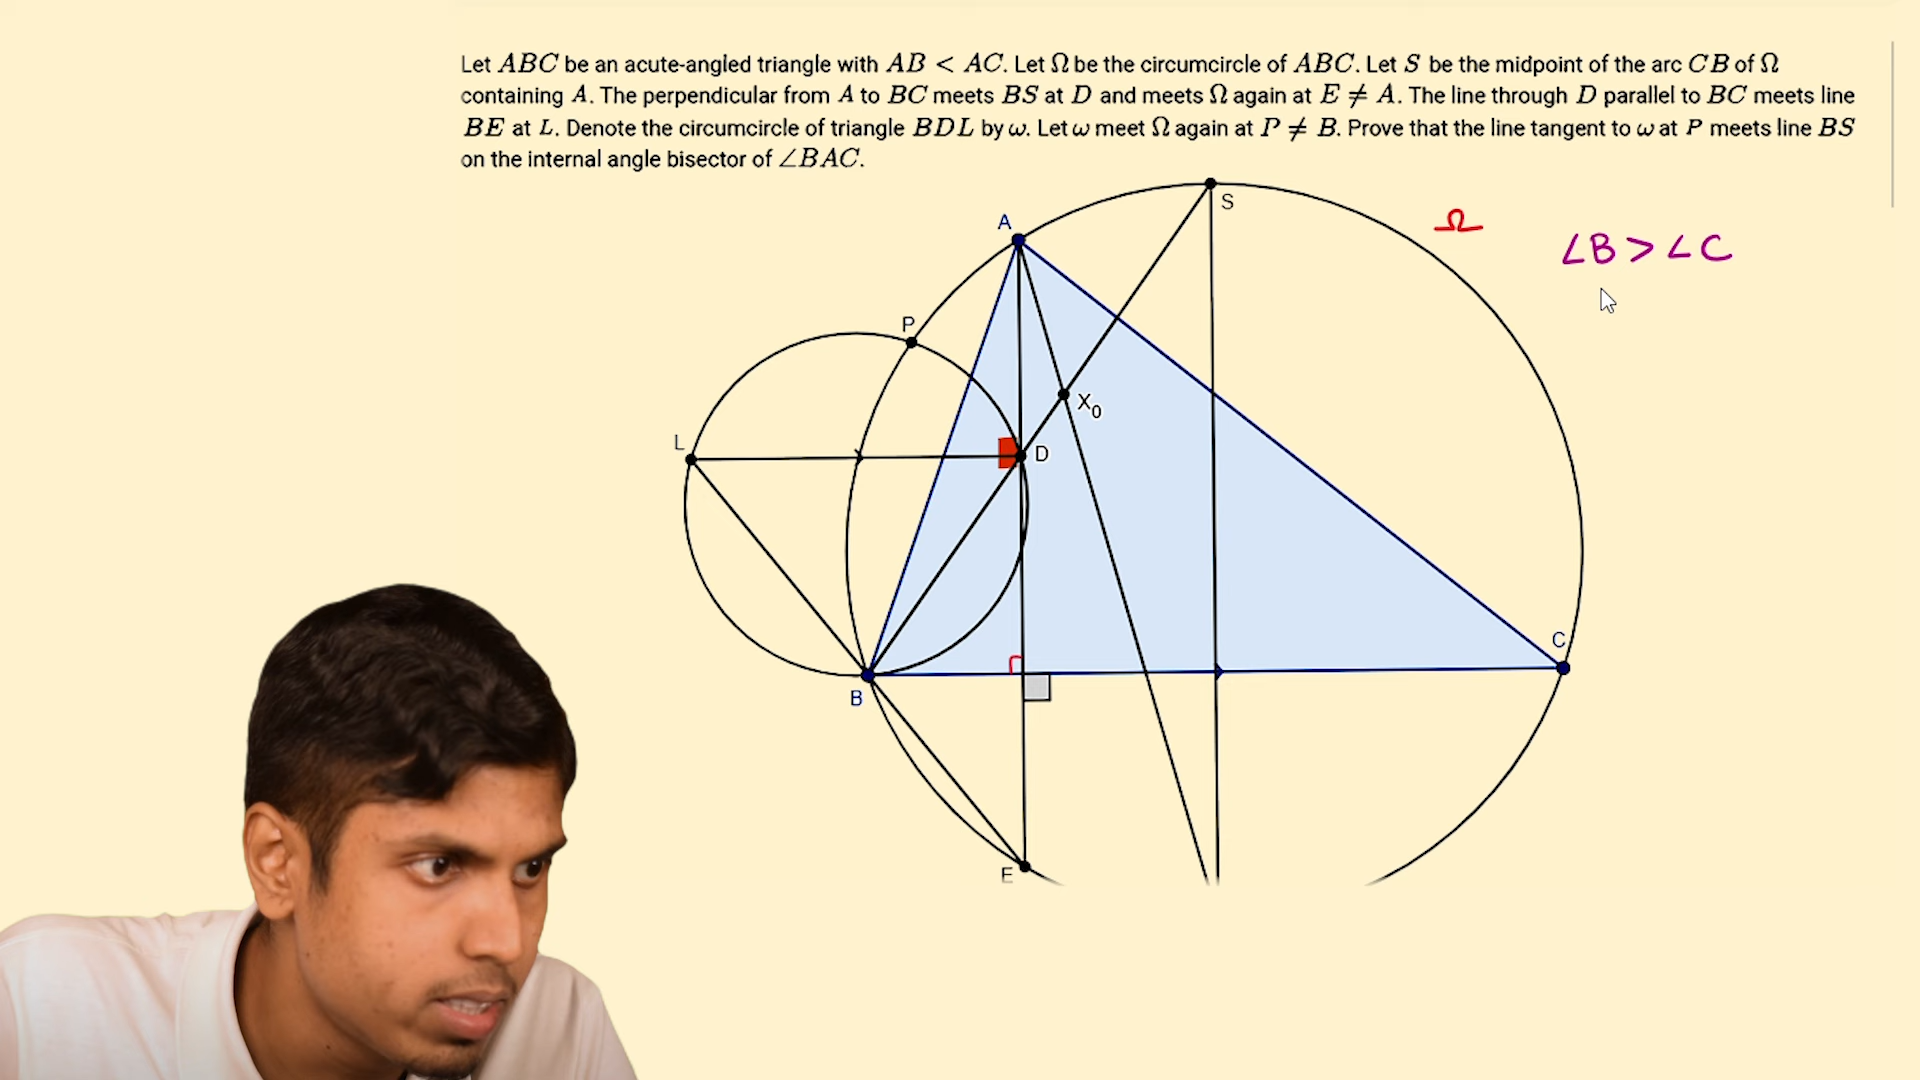 Let ABC be an acute-angled triangle with AB < AC. Let Ω be the circumcircle of ABC. Let S be the midpoint of the arc CB of Ω
containing A. The perpendicular from A to BC meets BS at D and meets Ω again at E ≠ A. The line through D parallel to BC meets line
BE at L. Denote the circumcircle of triangle BDL by ω. Let ω meet Ω again at P ≠ B. Prove that the line tangent to ω at P meets line BS
on the internal angle bisector of ∠BAC.
S
A
Ω
∠B > ∠C
P
X₀
L
D
C
B
E